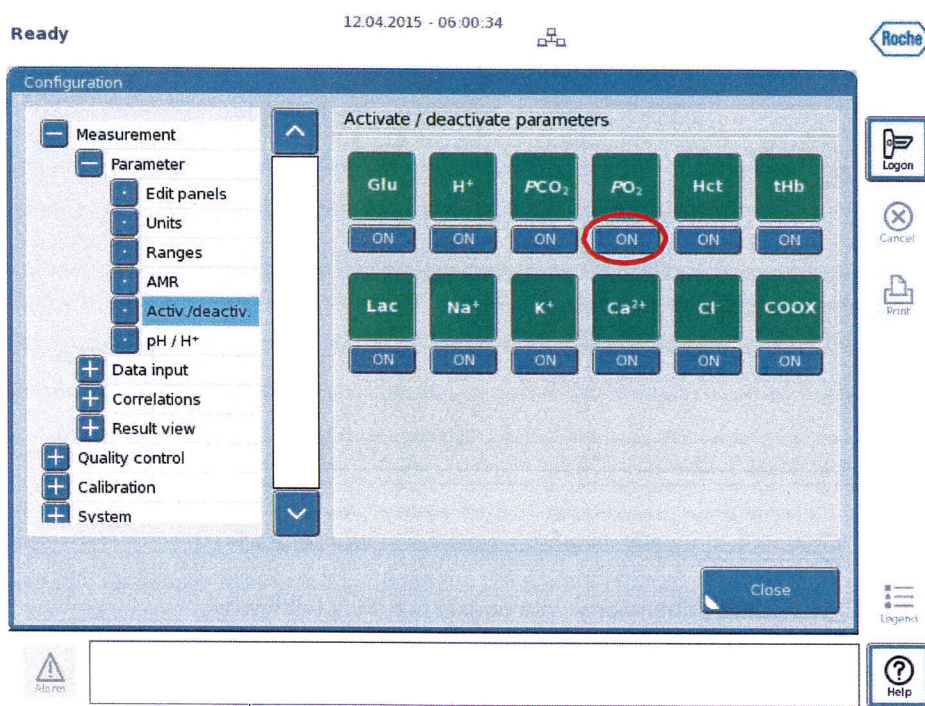 Ready
12.04.2015 - 06:00:34
Roche
Configuration
Measurement
Parameter
Edit panels
Units
Ranges
AMR
Activ./deactiv.
pH / H⁺
Data input
Correlations
Result view
Quality control
Calibration
System
Activate / deactivate parameters
Glu H⁺ PCO₂ PO₂ Hct tHb
ON ON ON ON ON ON
Lac Na⁺ K⁺ Ca²⁺ Cl⁻ COOX
ON ON ON ON ON ON
Close
Logon
Cancel
Print
Legend
Alarm
Help